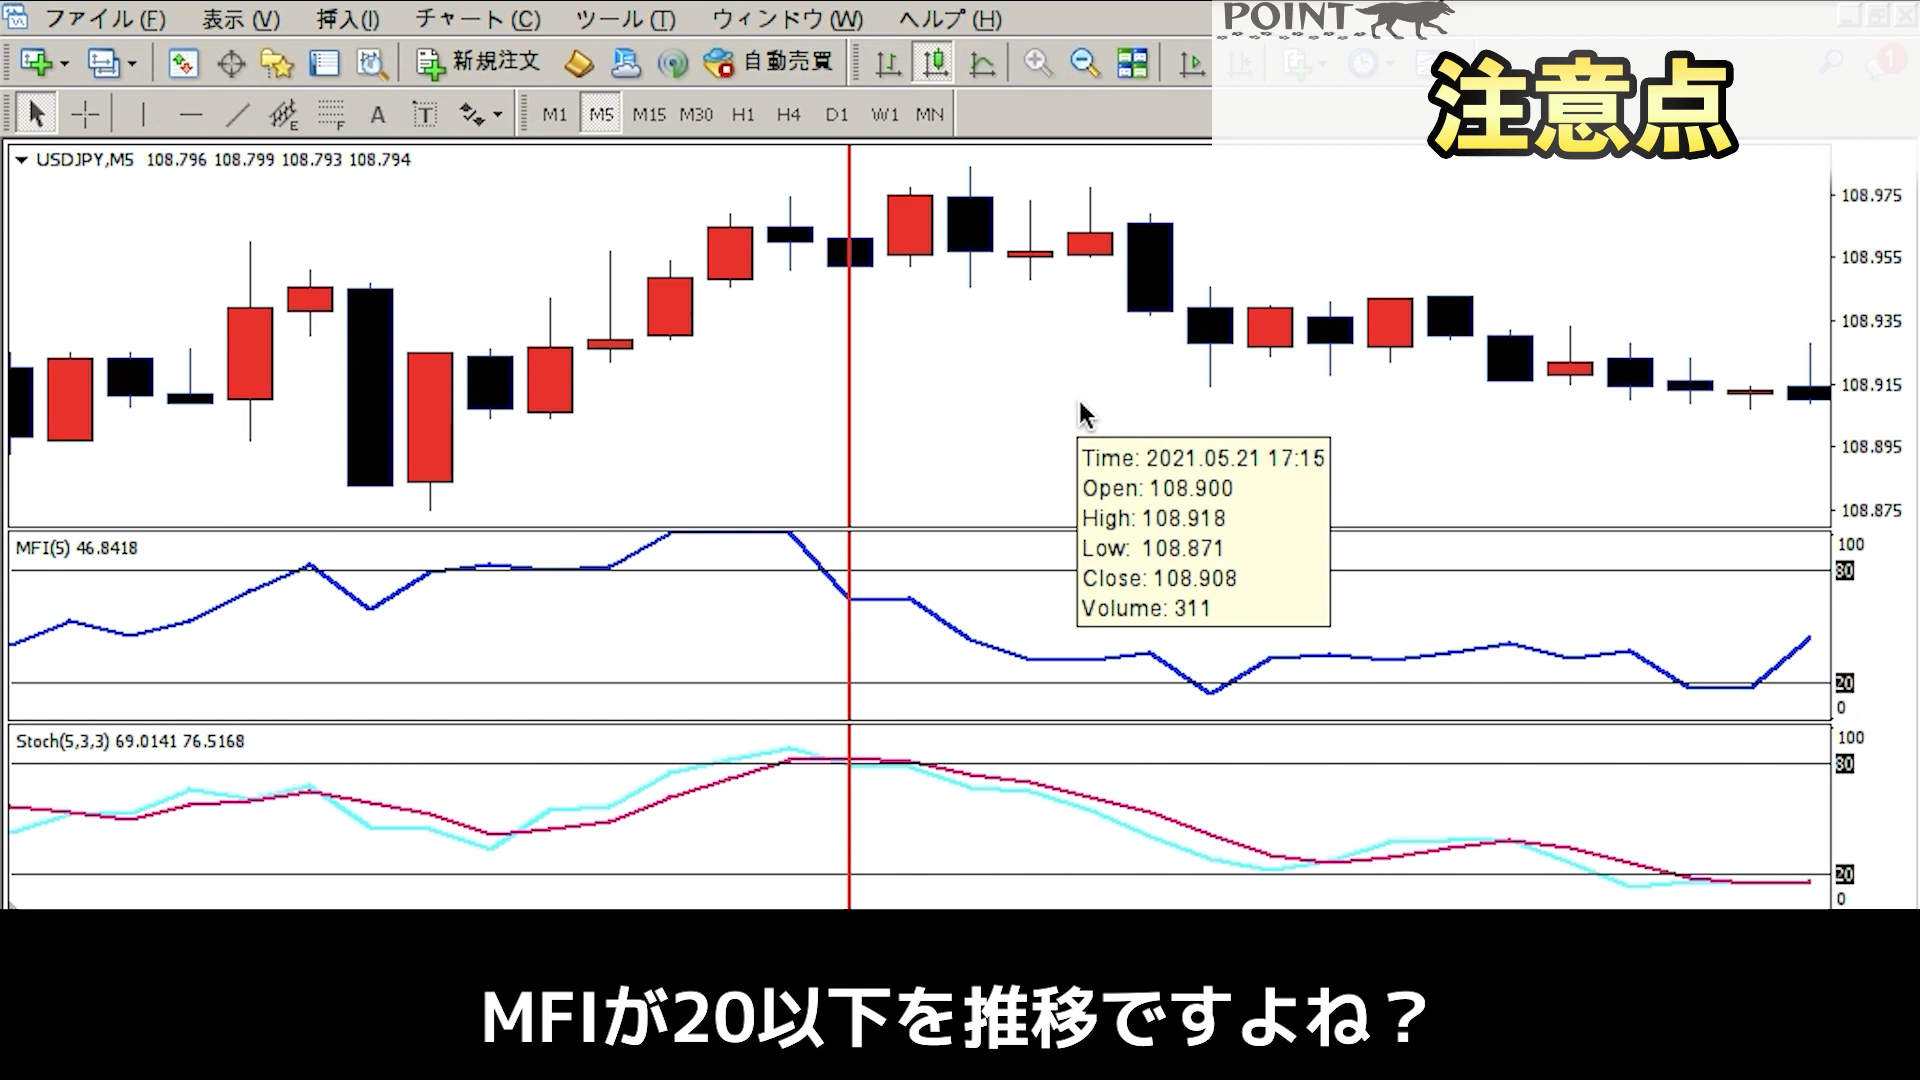 ファイル (F) 表示 (V) 挿入(I) チャート (C) ツール (T) ウィンドウ (W) ヘルプ (H)
POINT
注意点
新規注文 自動売買
1
E F A T M1 M5 M15 M30 H1 H4 D1 W1 MN
USDJPY,M5 108.796 108.799 108.793 108.794
108.975
108.955
108.935
108.915
108.895
108.875
Time: 2021.05.21 17:15
Open: 108.900
High: 108.918
Low: 108.871
Close: 108.908
Volume: 311
MFI(5) 46.8418
100
80
20
0
Stoch(5,3,3) 69.0141 76.5168
100
80
20
0
MFIが20以下を推移ですよね？